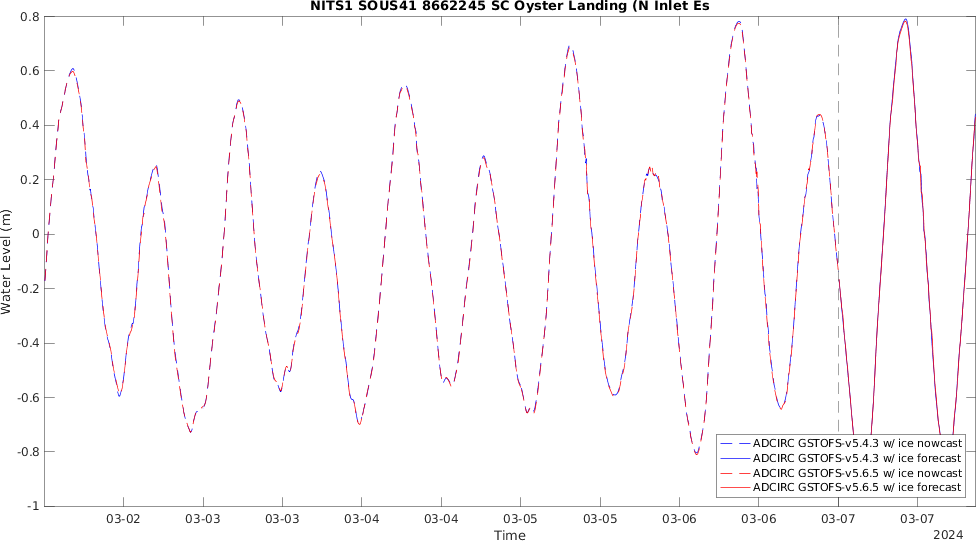 NITS1 SOUS41 8662245 SC Oyster Landing (N Inlet Es
0.8
0.6
0.4
0.2
0
-0.2
-0.4
-0.6
-0.8
-1
Water Level (m)
ADCIRC GSTOFS-v5.4.3 w/ ice nowcast
ADCIRC GSTOFS-v5.4.3 w/ ice forecast
ADCIRC GSTOFS-v5.6.5 w/ ice nowcast
ADCIRC GSTOFS-v5.6.5 w/ ice forecast
03-02 03-03 03-03 03-04 03-04 03-05 03-05 03-06 03-06 03-07 03-07
Time
2024